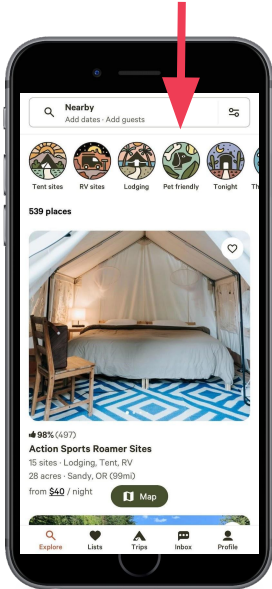 Nearby
Add dates · Add guests
Tent sites RV sites Lodging Pet friendly Tonight Th
539 places
98% (497)
Action Sports Roamer Sites
15 sites · Lodging, Tent, RV
28 acres · Sandy, OR (99mi)
from $40 / night
Map
Explore Lists Trips Inbox Profile